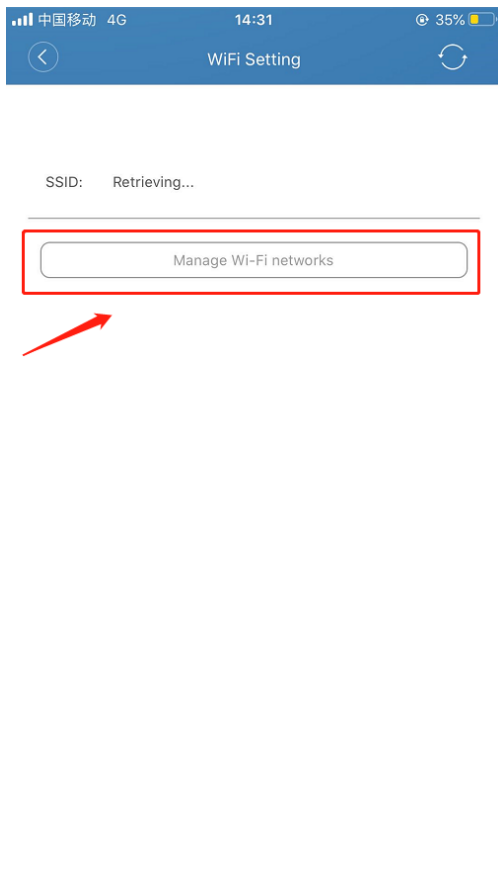 中国移动 4G 14:31 35%
WiFi Setting
SSID: Retrieving...
Manage Wi-Fi networks